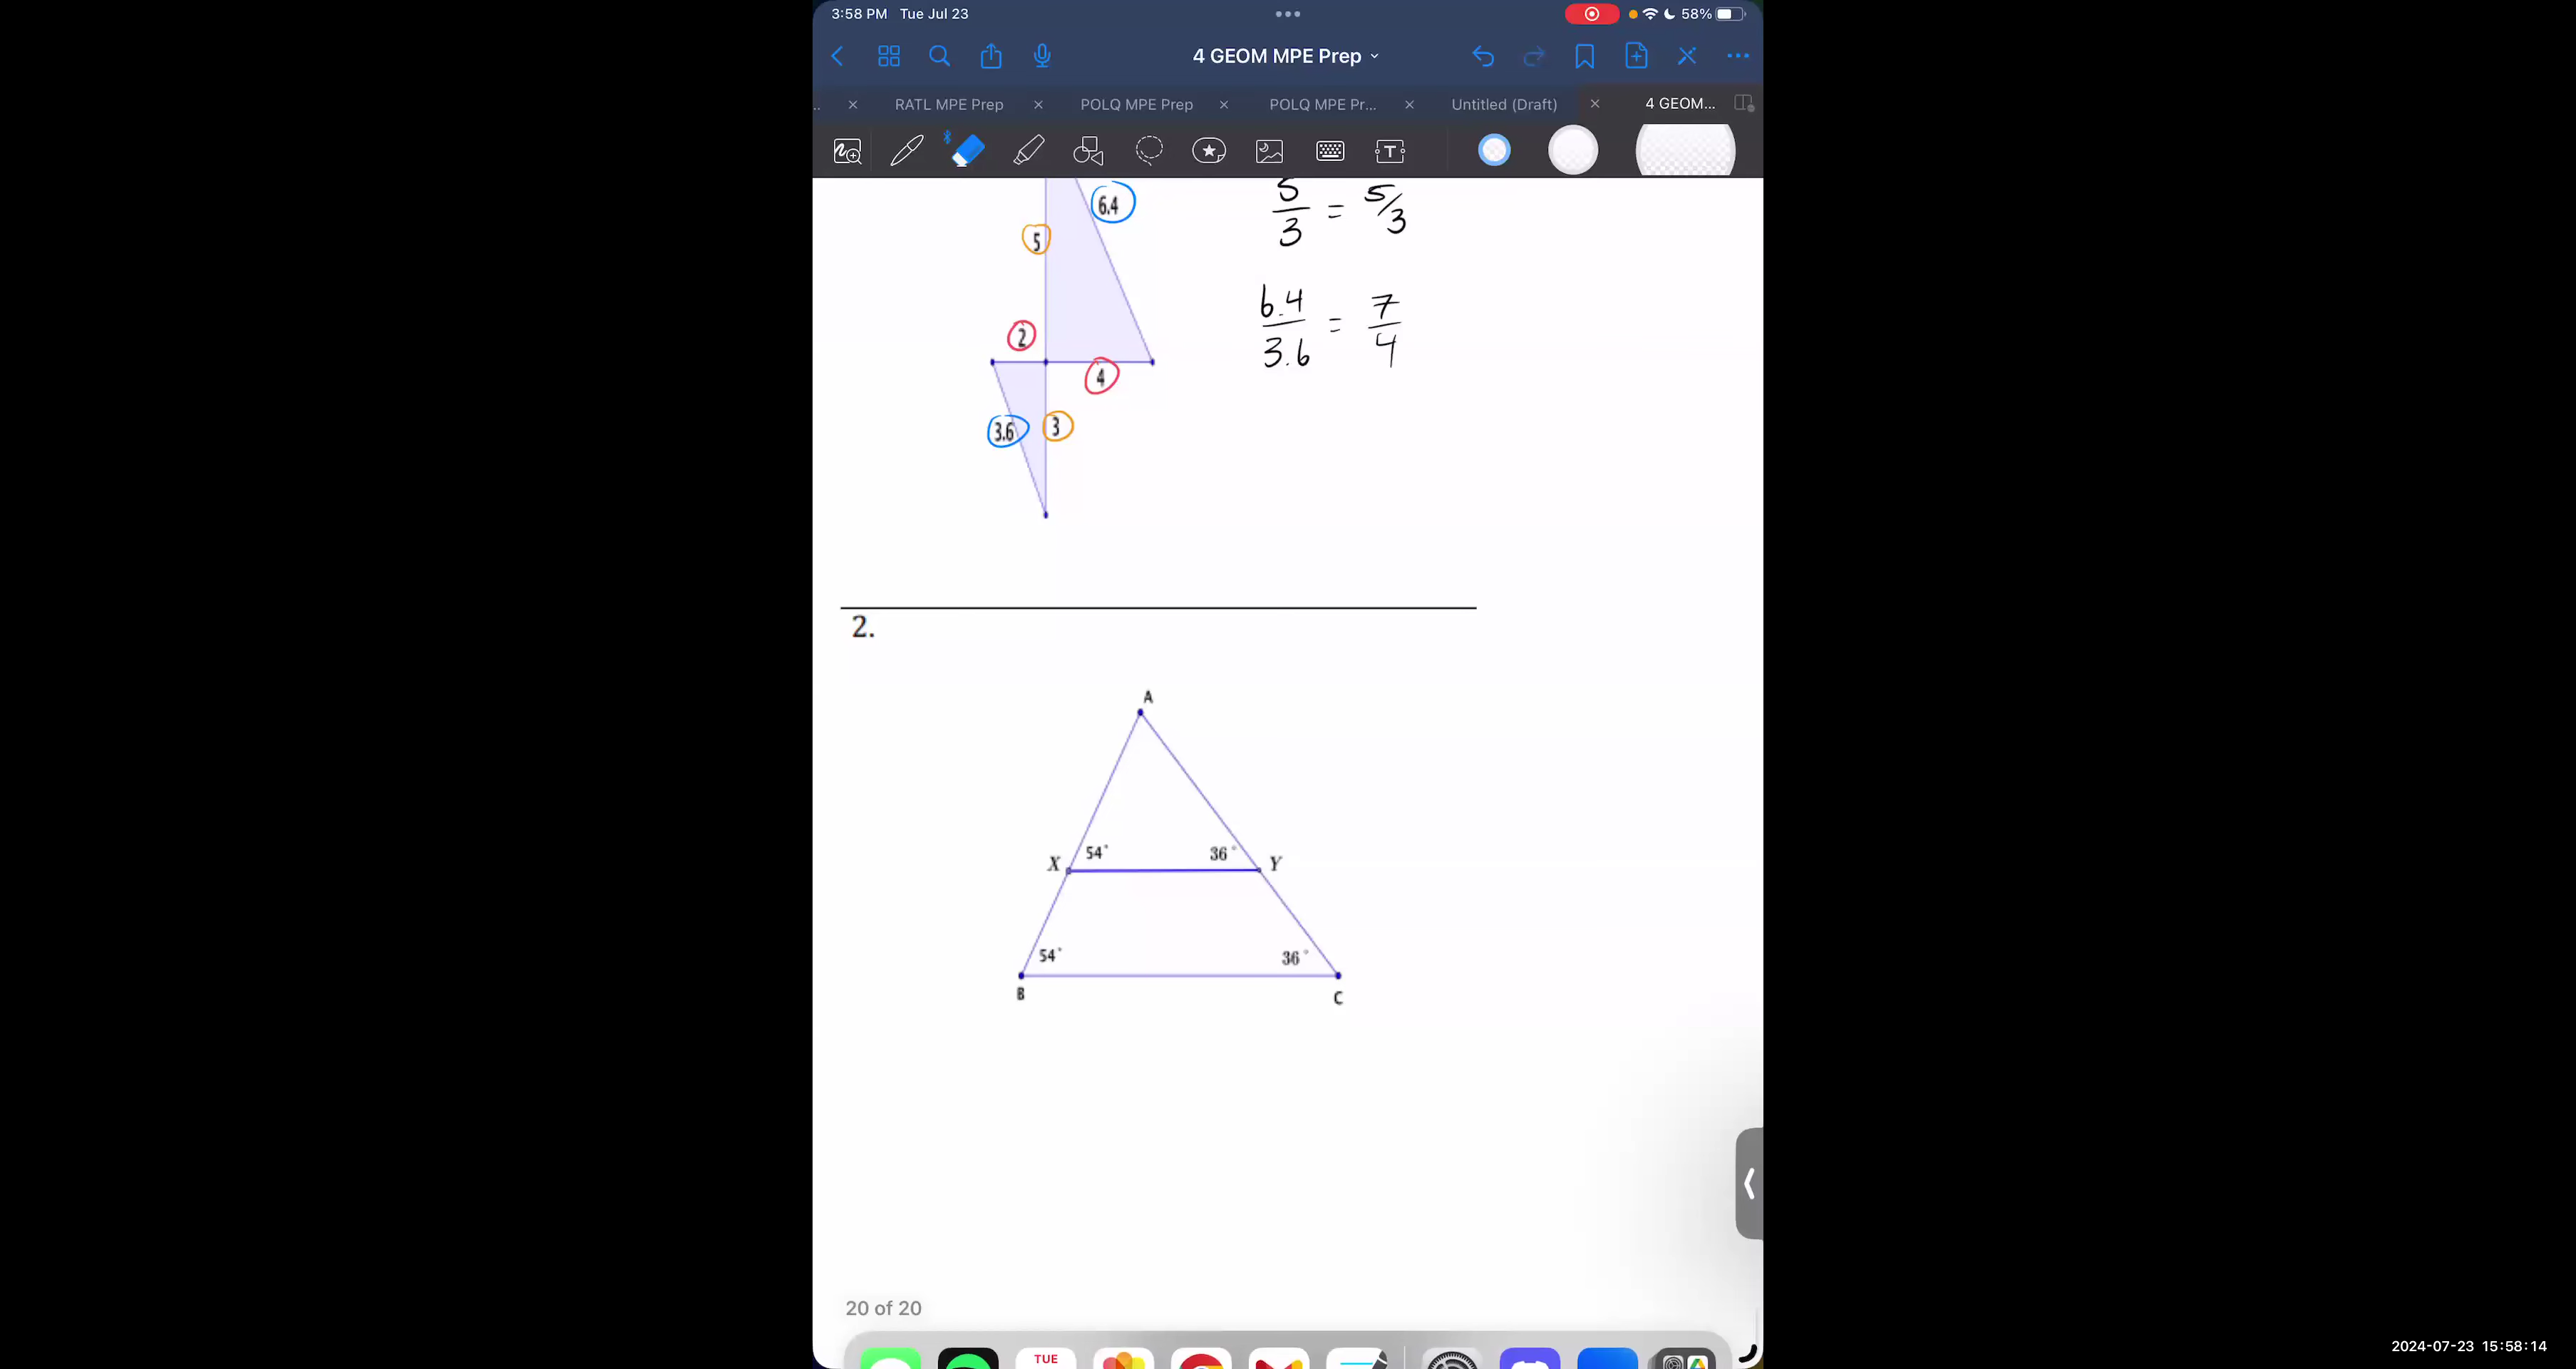 3:58 PM Tue Jul 23
58%
4 GEOM MPE Prep
..
RATL MPE Prep
POLQ MPE Prep
POLQ MPE Pr...
Untitled (Draft)
4 GEOM...
T
6.4
5
2
4
3.6
3
5/3 = 5/3
6.4/3.6 = 7/4
2.
A
X 54° 36° Y
54° 36°
B C
20 of 20
TUE
2024-07-23 15:58:14